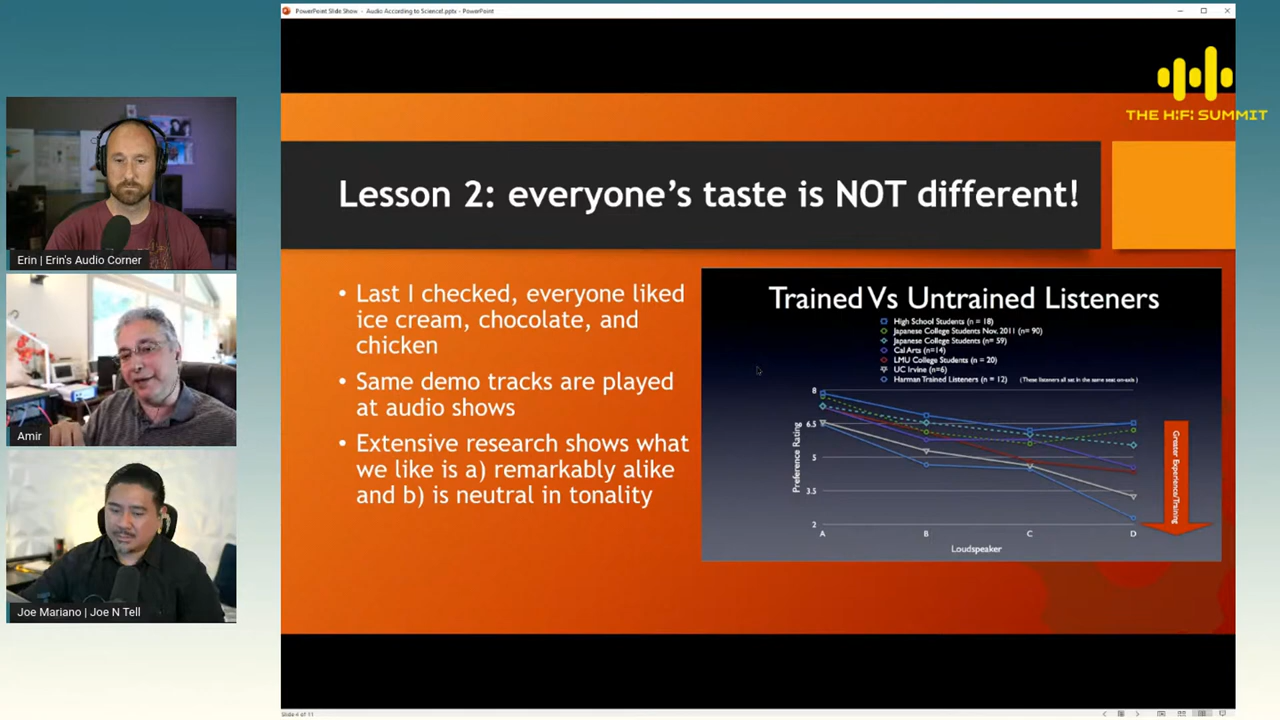 PowerPoint Slide Show - Audio According to Science!.pptx - PowerPoint
THE HIFI SUMMIT
Erin | Erin's Audio Corner
Amir
Joe Mariano | Joe N Tell
Lesson 2: everyone's taste is NOT different!
• Last I checked, everyone liked
ice cream, chocolate, and
chicken
• Same demo tracks are played
at audio shows
• Extensive research shows what
we like is a) remarkably alike
and b) is neutral in tonality
Trained Vs Untrained Listeners
High School Students (n = 18)
Japanese College Students Nov. 2011 (n= 90)
Japanese College Students (n= 59)
Cal Arts (n=14)
LMU College Students (n = 20)
UC Irvine (n=6)
Harman Trained Listeners (n = 12) (These listeners all set in the same seat on-axis)
8
6.5
5
3.5
2
Preference Rating
A B C D
Loudspeaker
Greater Experience/Training
Slide 4 of 11